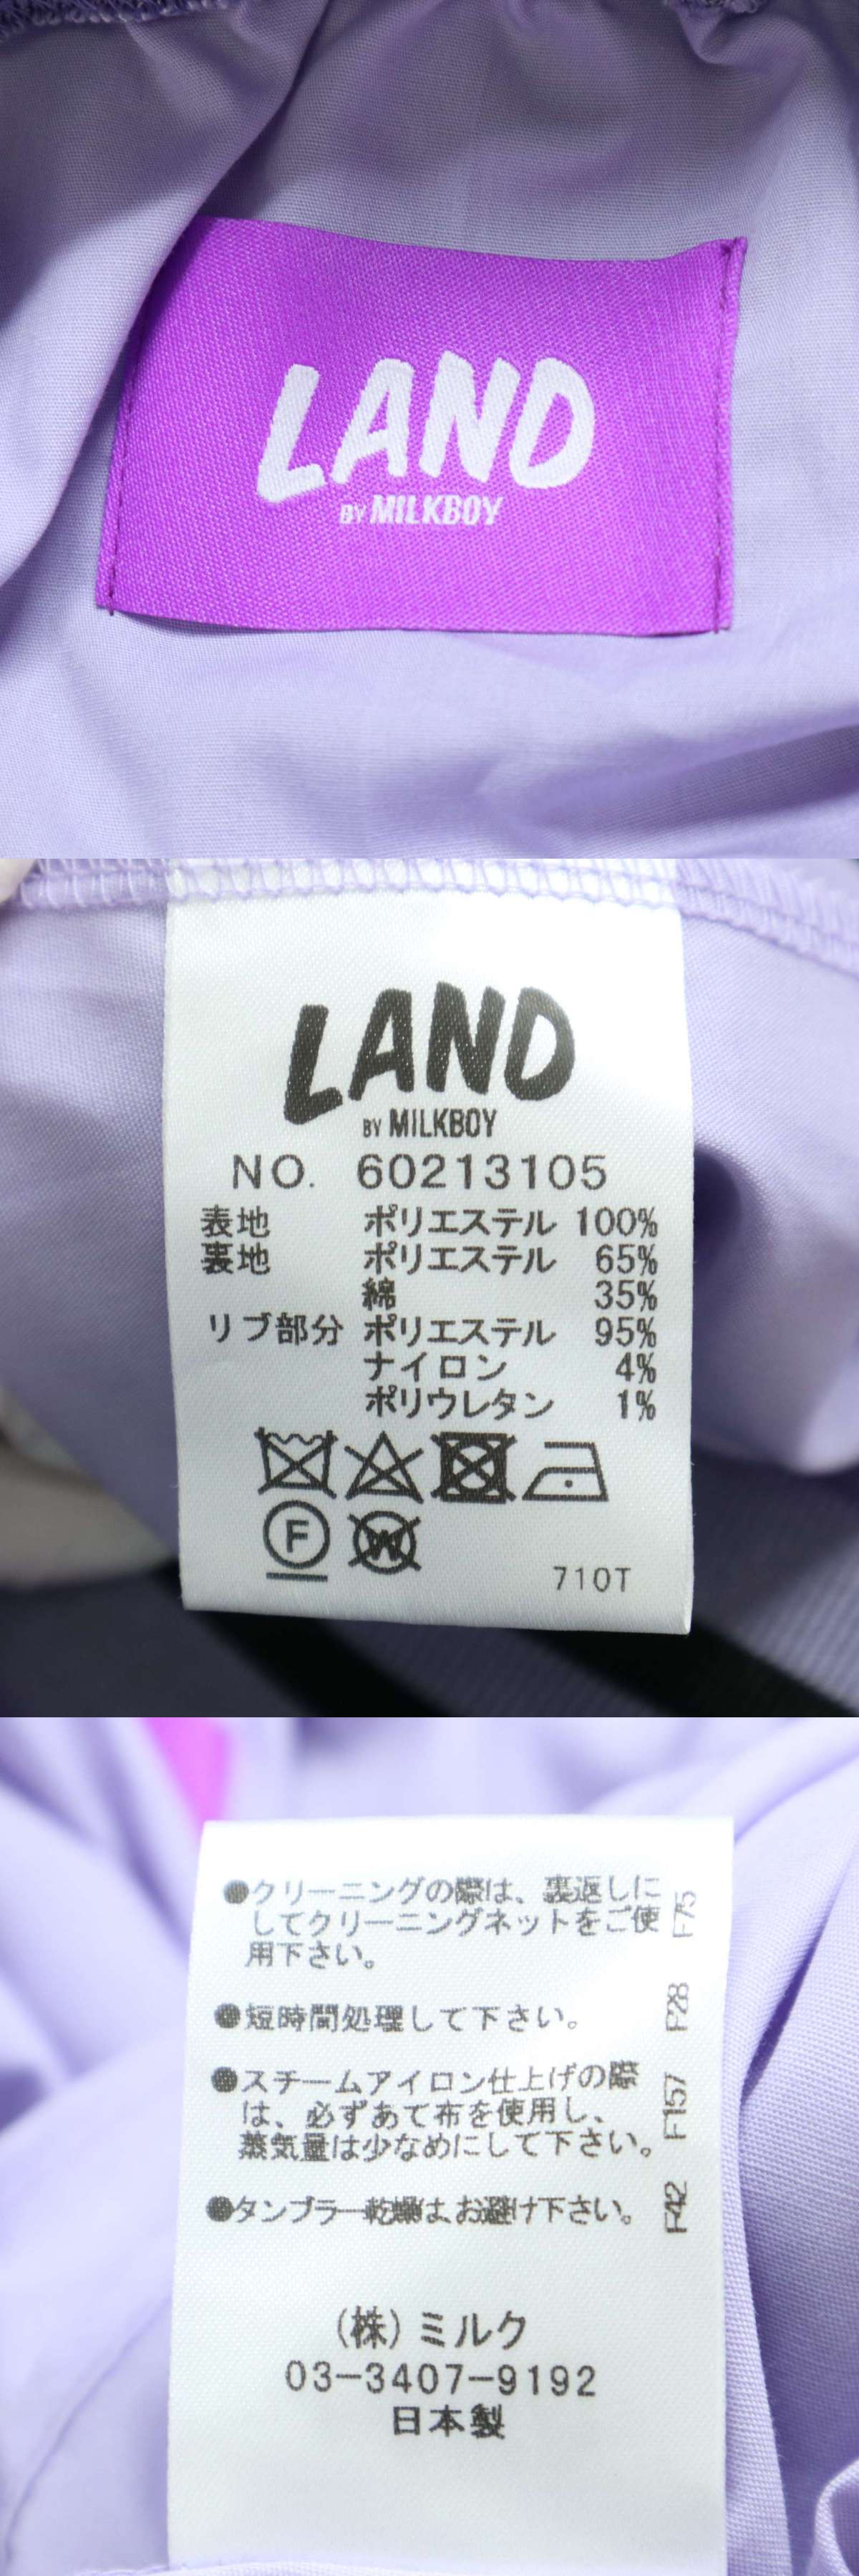 LAND
BY MILKBOY
LAND
BY MILKBOY
NO. 60213105
表地 ポリエステル 100%
裏地 ポリエステル 65%
綿 35%
リブ部分 ポリエステル 95%
ナイロン 4%
ポリウレタン 1%
F W
710T
●クリーニングの際は、裏返しに
してクリーニングネットをご使
用下さい。
F75
●短時間処理して下さい。
F28
●スチームアイロン仕上げの際
は、必ずあて布を使用し、
蒸気量は少なめにして下さい。
F157
●タンブラー乾燥は、お避け下さい。
F42
(株)ミルク
03-3407-9192
日本製